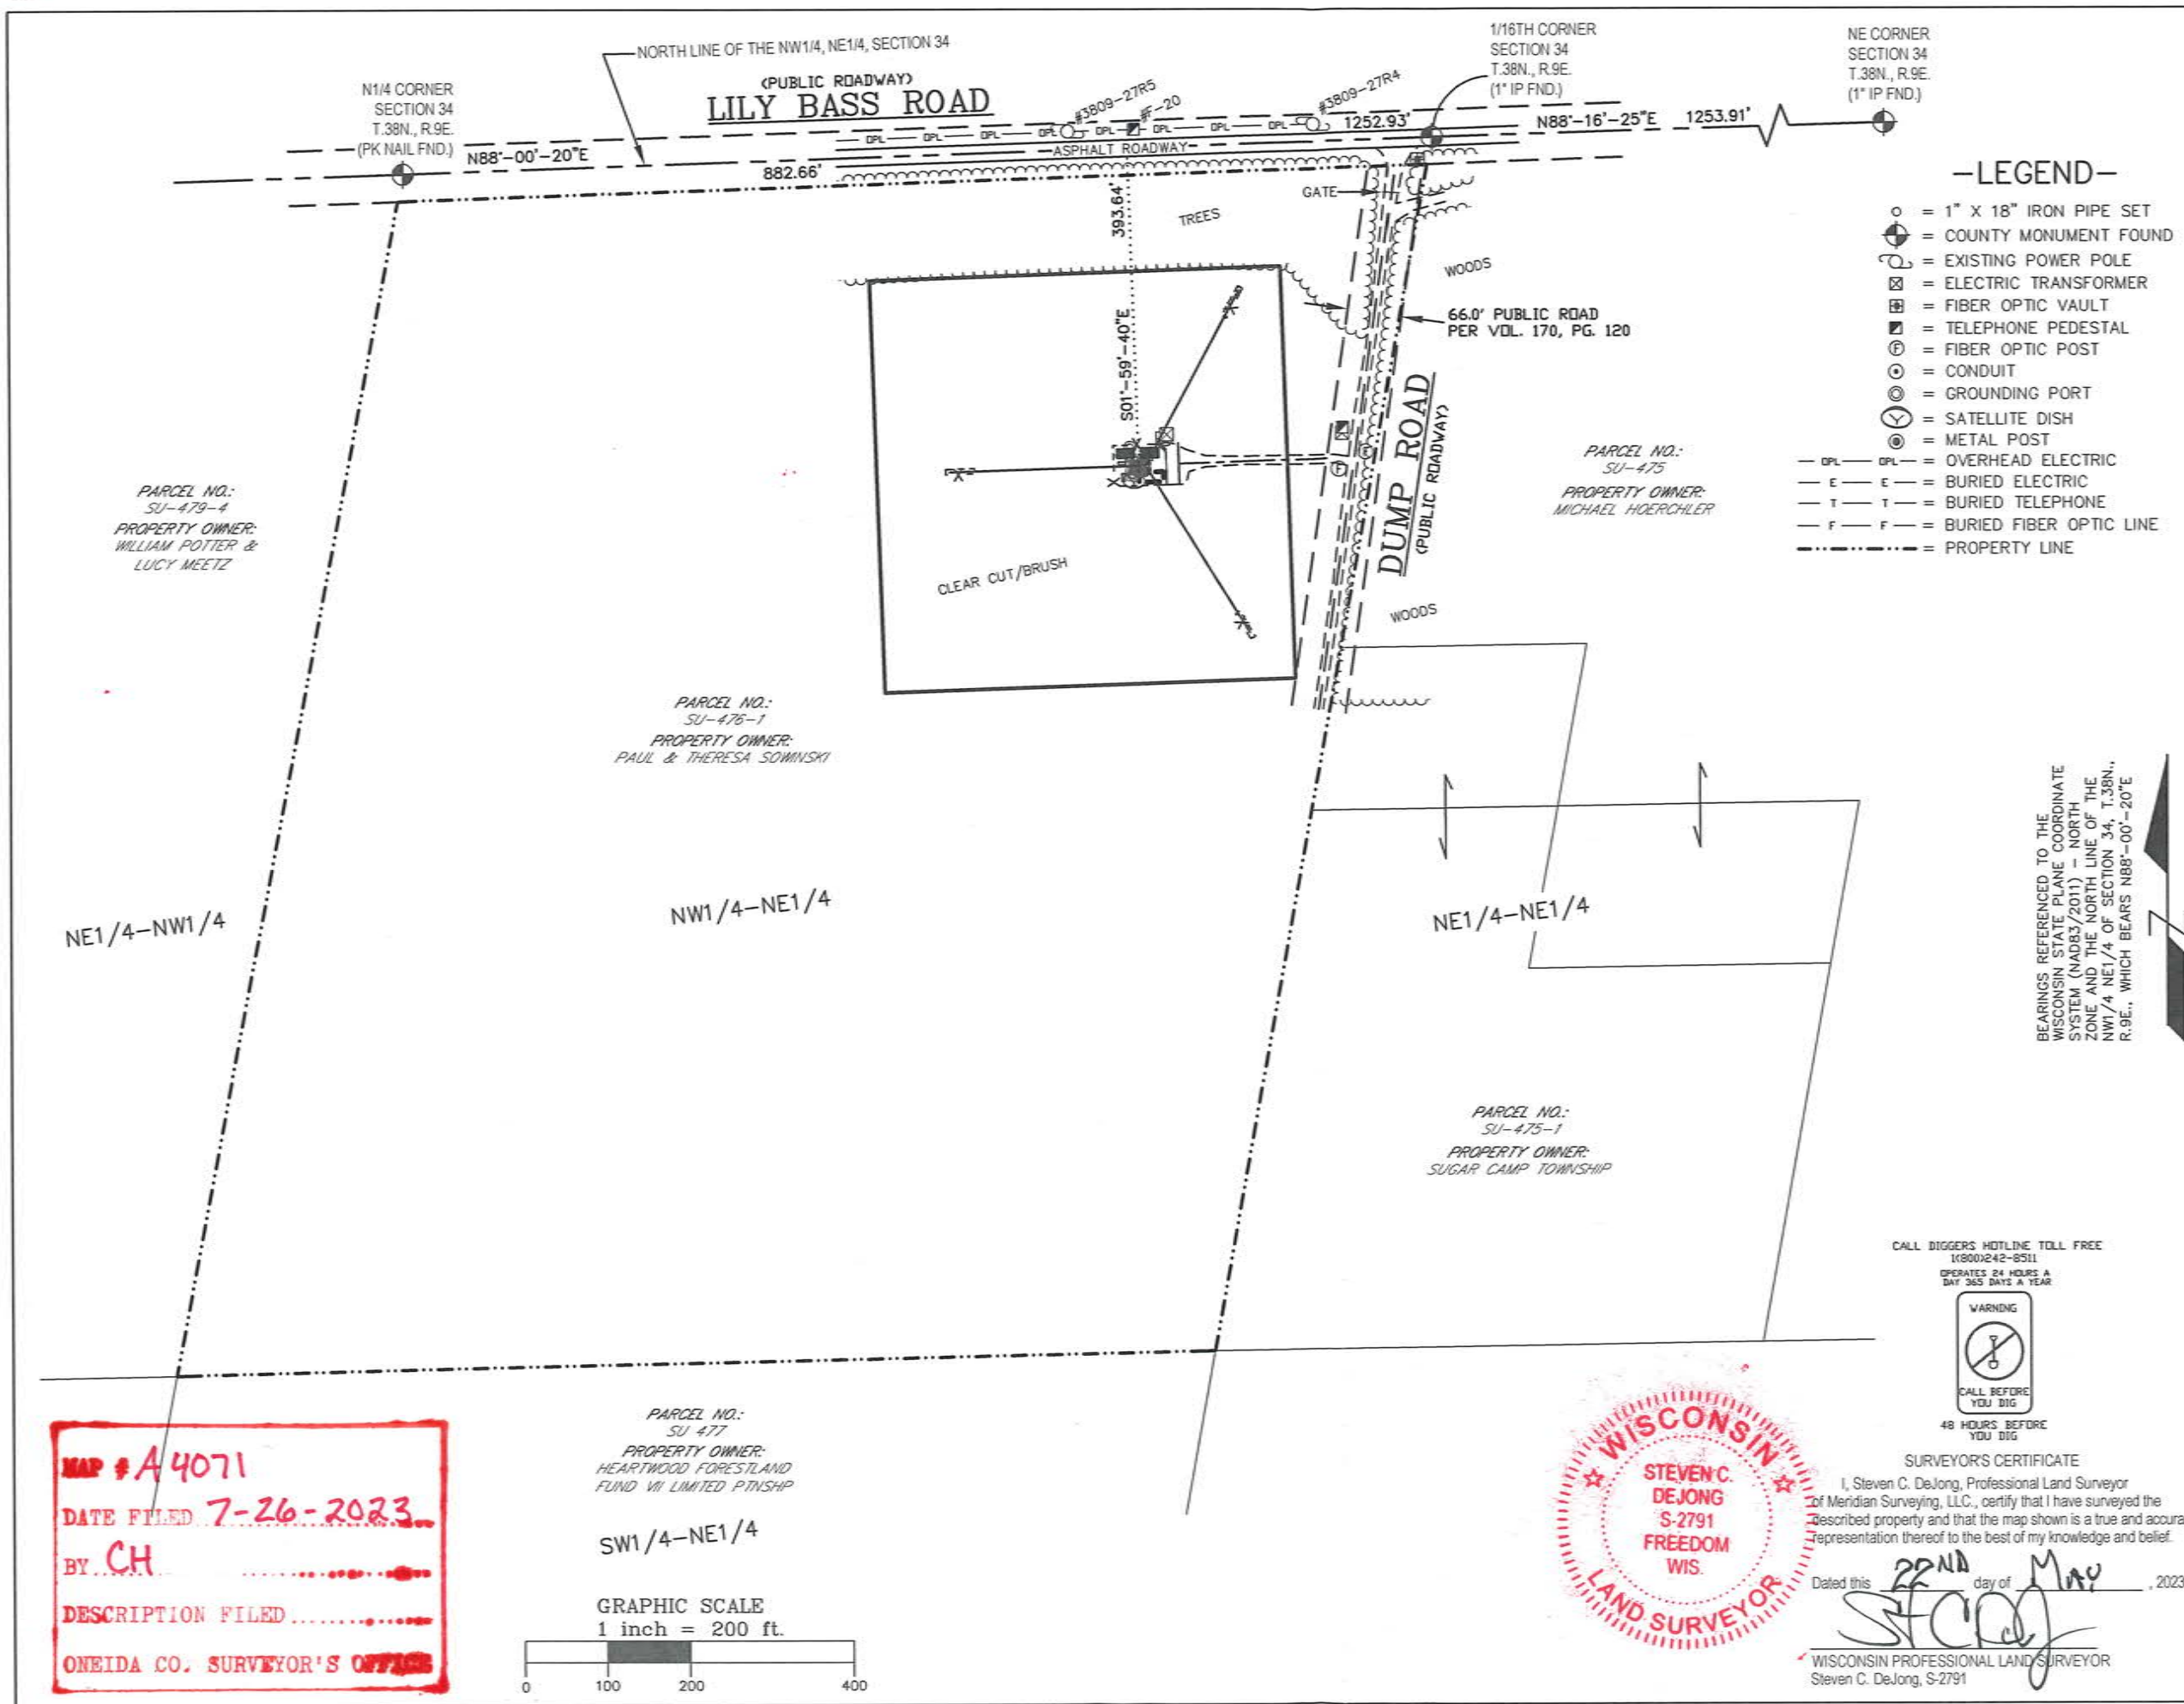 N1/4 CORNER
SECTION 34
T.38N., R.9E.
(PK NAIL FND.)
NORTH LINE OF THE NW1/4, NE1/4, SECTION 34
(PUBLIC ROADWAY)
LILY BASS ROAD
#3809-27R5
#F-20
#3809-27R4
1/16TH CORNER
SECTION 34
T.38N., R.9E.
(1" IP FND.)
NE CORNER
SECTION 34
T.38N., R.9E.
(1" IP FND.)
N88°-00'-20"E
OPL OPL OPL OPL OPL OPL OPL OPL
1252.93'
N88°-16'-25"E 1253.91'
ASPHALT ROADWAY
882.66'
393.64'
S01°-59'-40"E
TREES
GATE
WOODS
66.0' PUBLIC ROAD
PER VOL. 170, PG. 120
DUMP ROAD
(PUBLIC ROADWAY)
WOODS
CLEAR CUT/BRUSH
F
E
-LEGEND-
= 1" X 18" IRON PIPE SET
= COUNTY MONUMENT FOUND
= EXISTING POWER POLE
= ELECTRIC TRANSFORMER
= FIBER OPTIC VAULT
= TELEPHONE PEDESTAL
F = FIBER OPTIC POST
= CONDUIT
= GROUNDING PORT
= SATELLITE DISH
= METAL POST
OPL OPL = OVERHEAD ELECTRIC
E E = BURIED ELECTRIC
T T = BURIED TELEPHONE
F F = BURIED FIBER OPTIC LINE
= PROPERTY LINE
PARCEL NO.:
SU-479-4
PROPERTY OWNER:
WILLIAM POTTER &
LUCY MEETZ
PARCEL NO.:
SU-475
PROPERTY OWNER:
MICHAEL HOERCHLER
PARCEL NO.:
SU-476-1
PROPERTY OWNER:
PAUL & THERESA SOWINSKI
NE1/4-NW1/4
NW1/4-NE1/4
NE1/4-NE1/4
BEARINGS REFERENCED TO THE
WISCONSIN STATE PLANE COORDINATE
SYSTEM (NAD83/2011) - NORTH
ZONE AND THE NORTH LINE OF THE
NW1/4 NE1/4 OF SECTION 34, T.38N.,
R.9E., WHICH BEARS N88°-00'-20"E
PARCEL NO.:
SU-475-1
PROPERTY OWNER:
SUGAR CAMP TOWNSHIP
PARCEL NO.:
SU 477
PROPERTY OWNER:
HEARTWOOD FORESTLAND
FUND VII LIMITED PTNSHP
SW1/4-NE1/4
GRAPHIC SCALE
1 inch = 200 ft.
0 100 200 400
MAP # A4071
DATE FILED 7-26-2023
BY CH
DESCRIPTION FILED
ONEIDA CO. SURVEYOR'S OFFICE
WISCONSIN
STEVEN C.
DEJONG
S-2791
FREEDOM
WIS.
LAND SURVEYOR
CALL DIGGERS HOTLINE TOLL FREE
1(800)242-8511
OPERATES 24 HOURS A
DAY 365 DAYS A YEAR
WARNING
CALL BEFORE
YOU DIG
48 HOURS BEFORE
YOU DIG
SURVEYOR'S CERTIFICATE
I, Steven C. DeJong, Professional Land Surveyor
of Meridian Surveying, LLC., certify that I have surveyed the
described property and that the map shown is a true and accura
representation thereof to the best of my knowledge and belief.
Dated this 22ND day of MAY, 2023
WISCONSIN PROFESSIONAL LAND SURVEYOR
Steven C. DeJong, S-2791